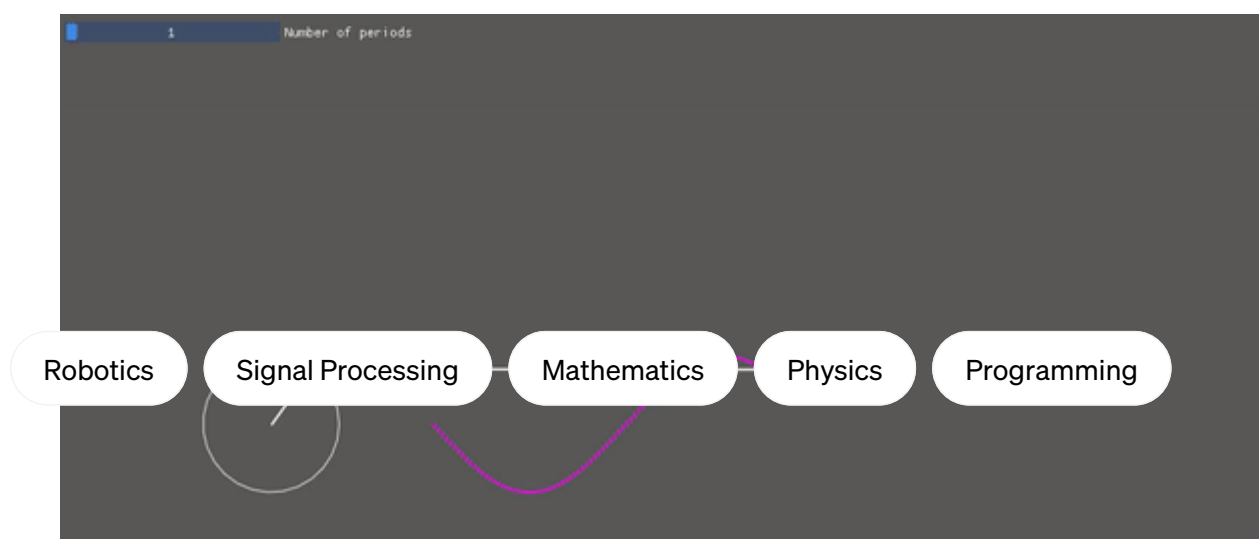 1 Number of periods
Robotics Signal Processing Mathematics Physics Programming